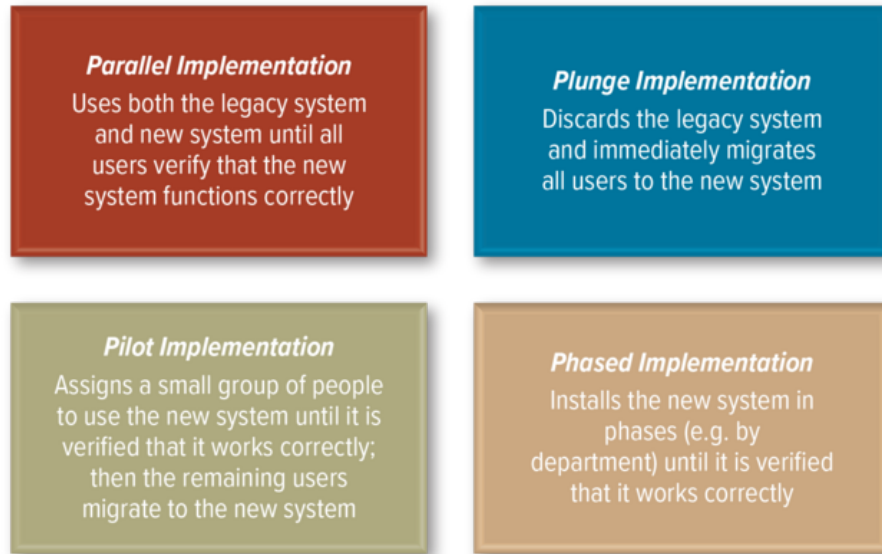 Parallel Implementation
Uses both the legacy system
and new system until all
users verify that the new
system functions correctly
Plunge Implementation
Discards the legacy system
and immediately migrates
all users to the new system
Pilot Implementation
Assigns a small group of people
to use the new system until it is
verified that it works correctly;
then the remaining users
migrate to the new system
Phased Implementation
Installs the new system in
phases (e.g. by
department) until it is verified
that it works correctly